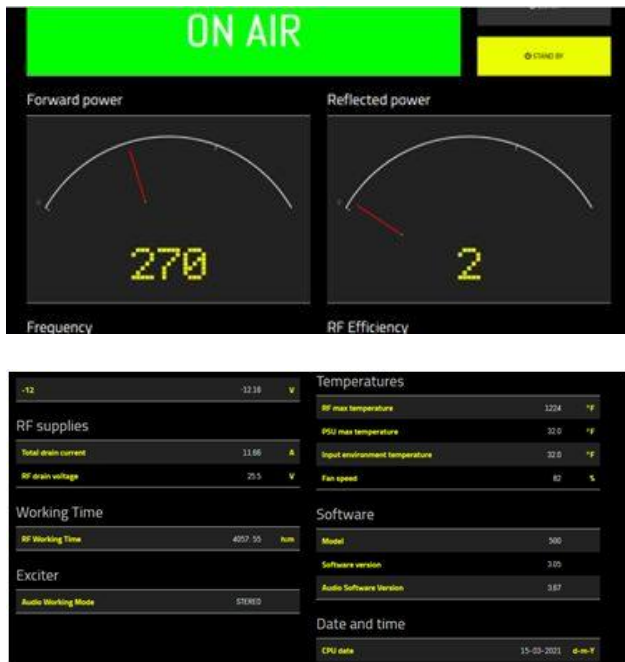 ON AIR
STAND BY
Forward power
Reflected power
0
270
0
2
Frequency
RF Efficiency
-12 -12.18 V
RF supplies
Total drain current 11.66 A
RF drain voltage 25.5 V
Working Time
RF Working Time 4057: 55 h:m
Exciter
Audio Working Mode STEREO
Temperatures
RF max temperature 122.4 °F
PSU max temperature 32.0 °F
Input environment temperature 32.0 °F
Fan speed 82 %
Software
Model 500
Software version 3.05
Audio Software Version 3.67
Date and time
CPU date 15-03-2021 d-m-Y